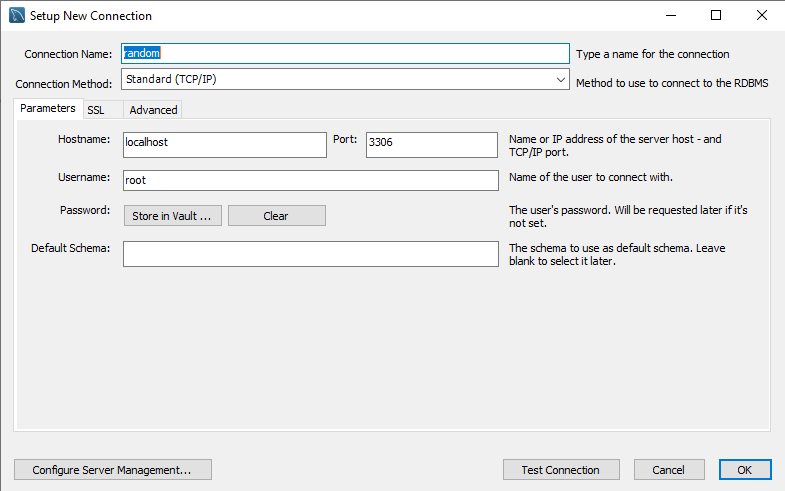 Setup New Connection
Connection Name: random Type a name for the connection
Connection Method: Standard (TCP/IP) Method to use to connect to the RDBMS
Parameters SSL Advanced
Hostname: localhost Port: 3306 Name or IP address of the server host - and
TCP/IP port.
Username: root Name of the user to connect with.
Password: Store in Vault ... Clear The user's password. Will be requested later if it's
not set.
Default Schema: The schema to use as default schema. Leave
blank to select it later.
Configure Server Management... Test Connection Cancel OK